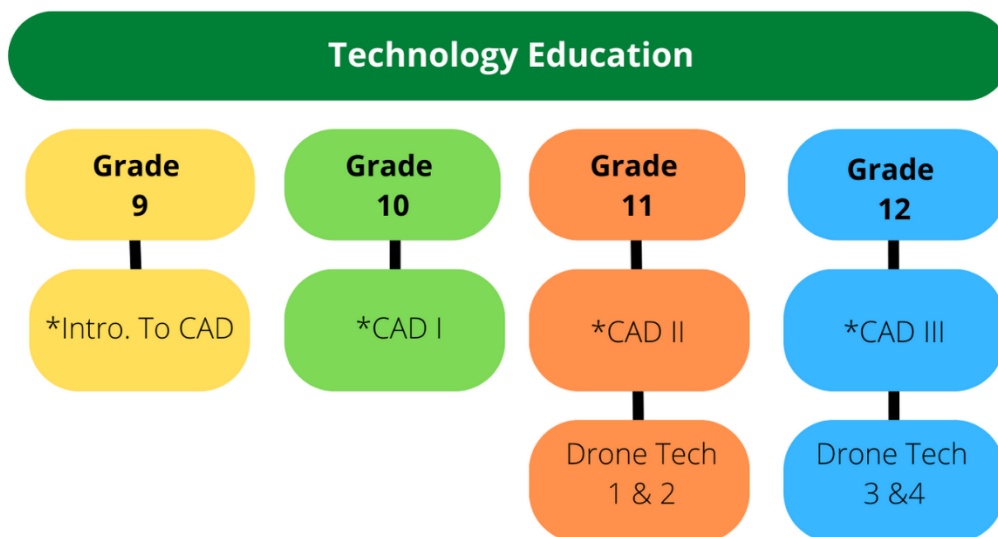 Technology Education
Grade
9
Grade
10
Grade
11
Grade
12
*Intro. To CAD
*CAD I
*CAD II
*CAD III
Drone Tech
1 & 2
Drone Tech
3 &4